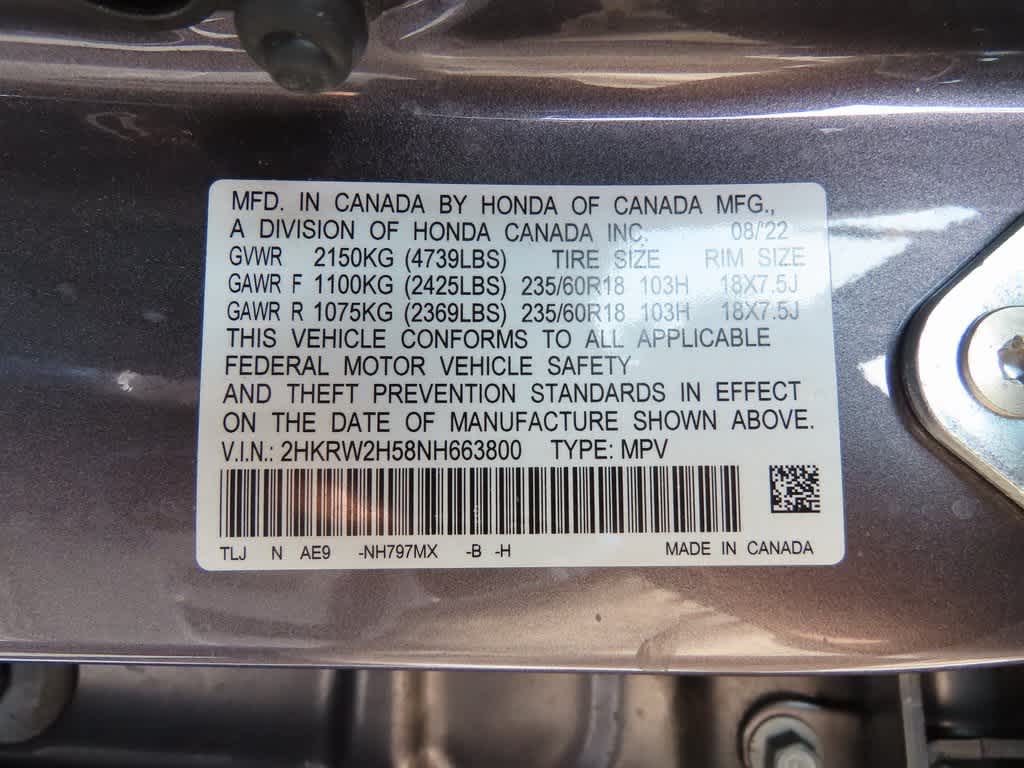 MFD. IN CANADA BY HONDA OF CANADA MFG.,
A DIVISION OF HONDA CANADA INC. 08/'22
GVWR 2150KG (4739LBS) TIRE SIZE RIM SIZE
GAWR F 1100KG (2425LBS) 235/60R18 103H 18X7.5J
GAWR R 1075KG (2369LBS) 235/60R18 103H 18X7.5J
THIS VEHICLE CONFORMS TO ALL APPLICABLE
FEDERAL MOTOR VEHICLE SAFETY
AND THEFT PREVENTION STANDARDS IN EFFECT
ON THE DATE OF MANUFACTURE SHOWN ABOVE.
V.I.N.: 2HKRW2H58NH663800 TYPE: MPV
TLJ N AE9 -NH797MX -B -H MADE IN CANADA